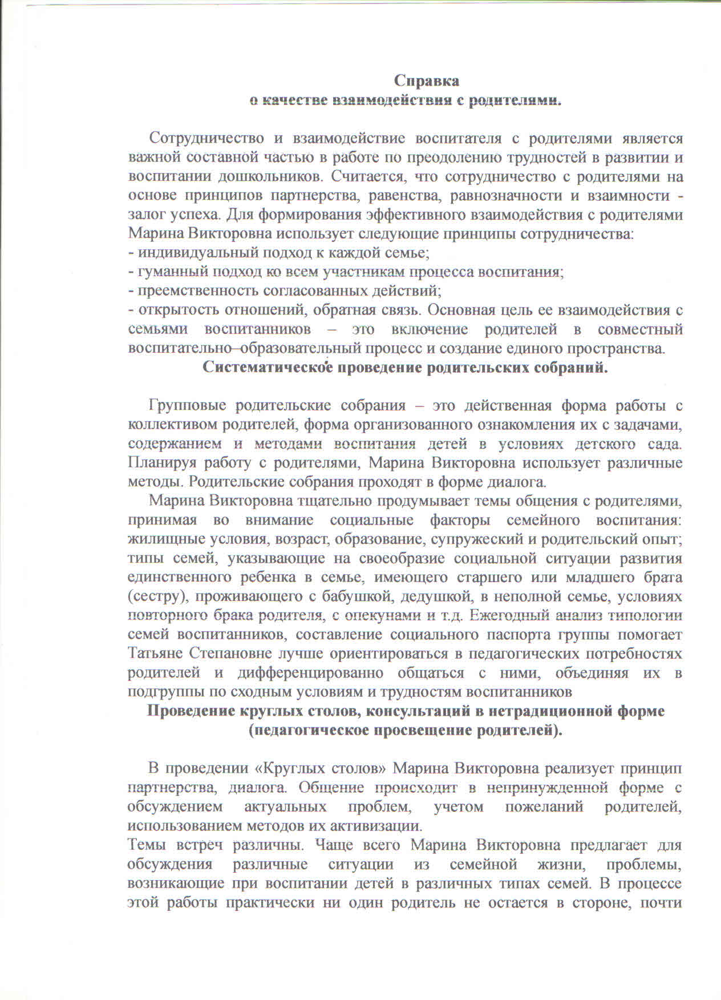 Справка
о качестве взаимодействия с родителями.
Сотрудничество и взаимодействие воспитателя с родителями является
важной составной частью в работе по преодолению трудностей в развитии и
воспитании дошкольников. Считается, что сотрудничество с родителями на
основе принципов партнерства, равенства, равнозначности и взаимности -
залог успеха. Для формирования эффективного взаимодействия с родителями
Марина Викторовна использует следующие принципы сотрудничества:
- индивидуальный подход к каждой семье;
- гуманный подход ко всем участникам процесса воспитания;
- преемственность согласованных действий;
- открытость отношений, обратная связь. Основная цель ее взаимодействия с
семьями воспитанников – это включение родителей в совместный
воспитательно–образовательный процесс и создание единого пространства.
Систематическое проведение родительских собраний.
Групповые родительские собрания – это действенная форма работы с
коллективом родителей, форма организованного ознакомления их с задачами,
содержанием и методами воспитания детей в условиях детского сада.
Планируя работу с родителями, Марина Викторовна использует различные
методы. Родительские собрания проходят в форме диалога.
Марина Викторовна тщательно продумывает темы общения с родителями,
принимая во внимание социальные факторы семейного воспитания:
жилищные условия, возраст, образование, супружеский и родительский опыт;
типы семей, указывающие на своеобразие социальной ситуации развития
единственного ребенка в семье, имеющего старшего или младшего брата
(сестру), проживающего с бабушкой, дедушкой, в неполной семье, условиях
повторного брака родителя, с опекунами и т.д. Ежегодный анализ типологии
семей воспитанников, составление социального паспорта группы помогает
Татьяне Степановне лучше ориентироваться в педагогических потребностях
родителей и дифференцированно общаться с ними, объединяя их в
подгруппы по сходным условиям и трудностям воспитанников
Проведение круглых столов, консультаций в нетрадиционной форме
(педагогическое просвещение родителей).
В проведении «Круглых столов» Марина Викторовна реализует принцип
партнерства, диалога. Общение происходит в непринужденной форме с
обсуждением актуальных проблем, учетом пожеланий родителей,
использованием методов их активизации.
Темы встреч различны. Чаще всего Марина Викторовна предлагает для
обсуждения различные ситуации из семейной жизни, проблемы,
возникающие при воспитании детей в различных типах семей. В процессе
этой работы практически ни один родитель не остается в стороне, почти